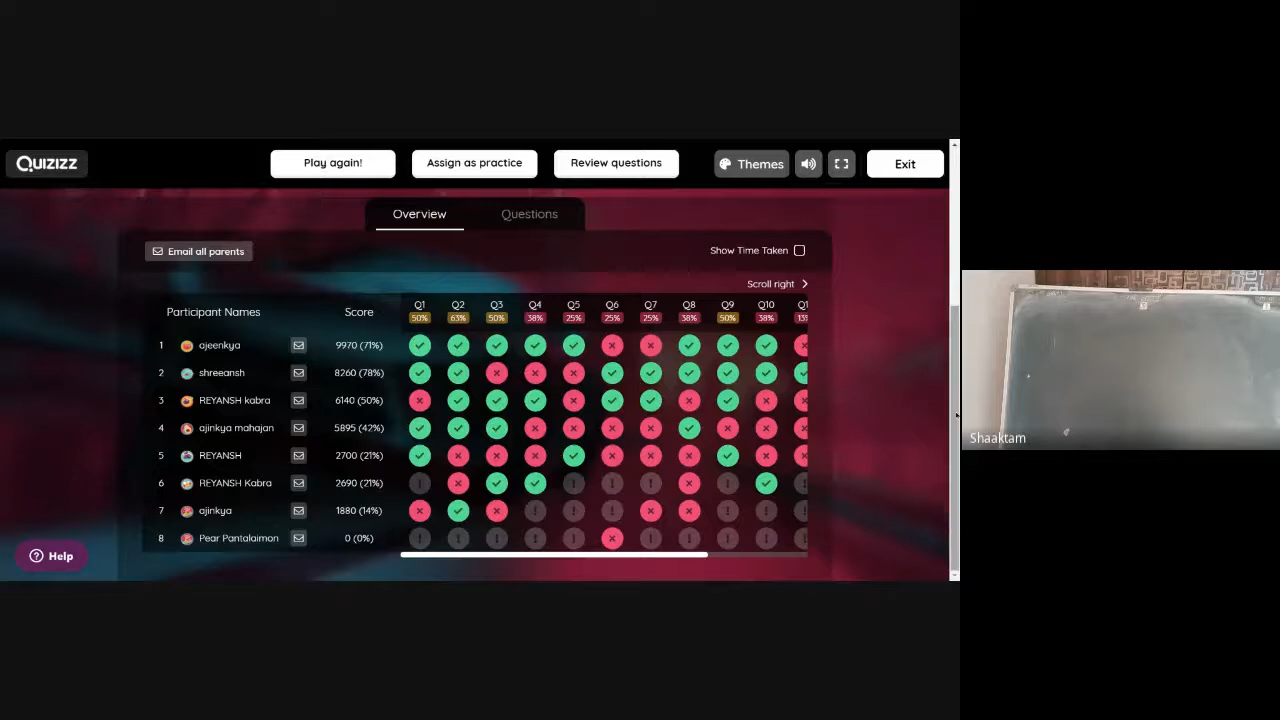 Quizizz
Play again!
Assign as practice
Review questions
Themes
Exit
Overview
Questions
Email all parents
Show Time Taken
Scroll right
Participant Names Score Q1 Q2 Q3 Q4 Q5 Q6 Q7 Q8 Q9 Q10 Q1
50% 63% 50% 38% 25% 25% 25% 38% 50% 38% 13%
1 ajeenkya 9970 (71%)
2 shreeansh 8260 (78%)
3 REYANSH kabra 6140 (50%)
4 ajinkya mahajan 5895 (42%)
5 REYANSH 2700 (21%)
6 REYANSH Kabra 2690 (21%)
7 ajinkya 1880 (14%)
8 Pear Pantalaimon 0 (0%)
Help
Shaaktam